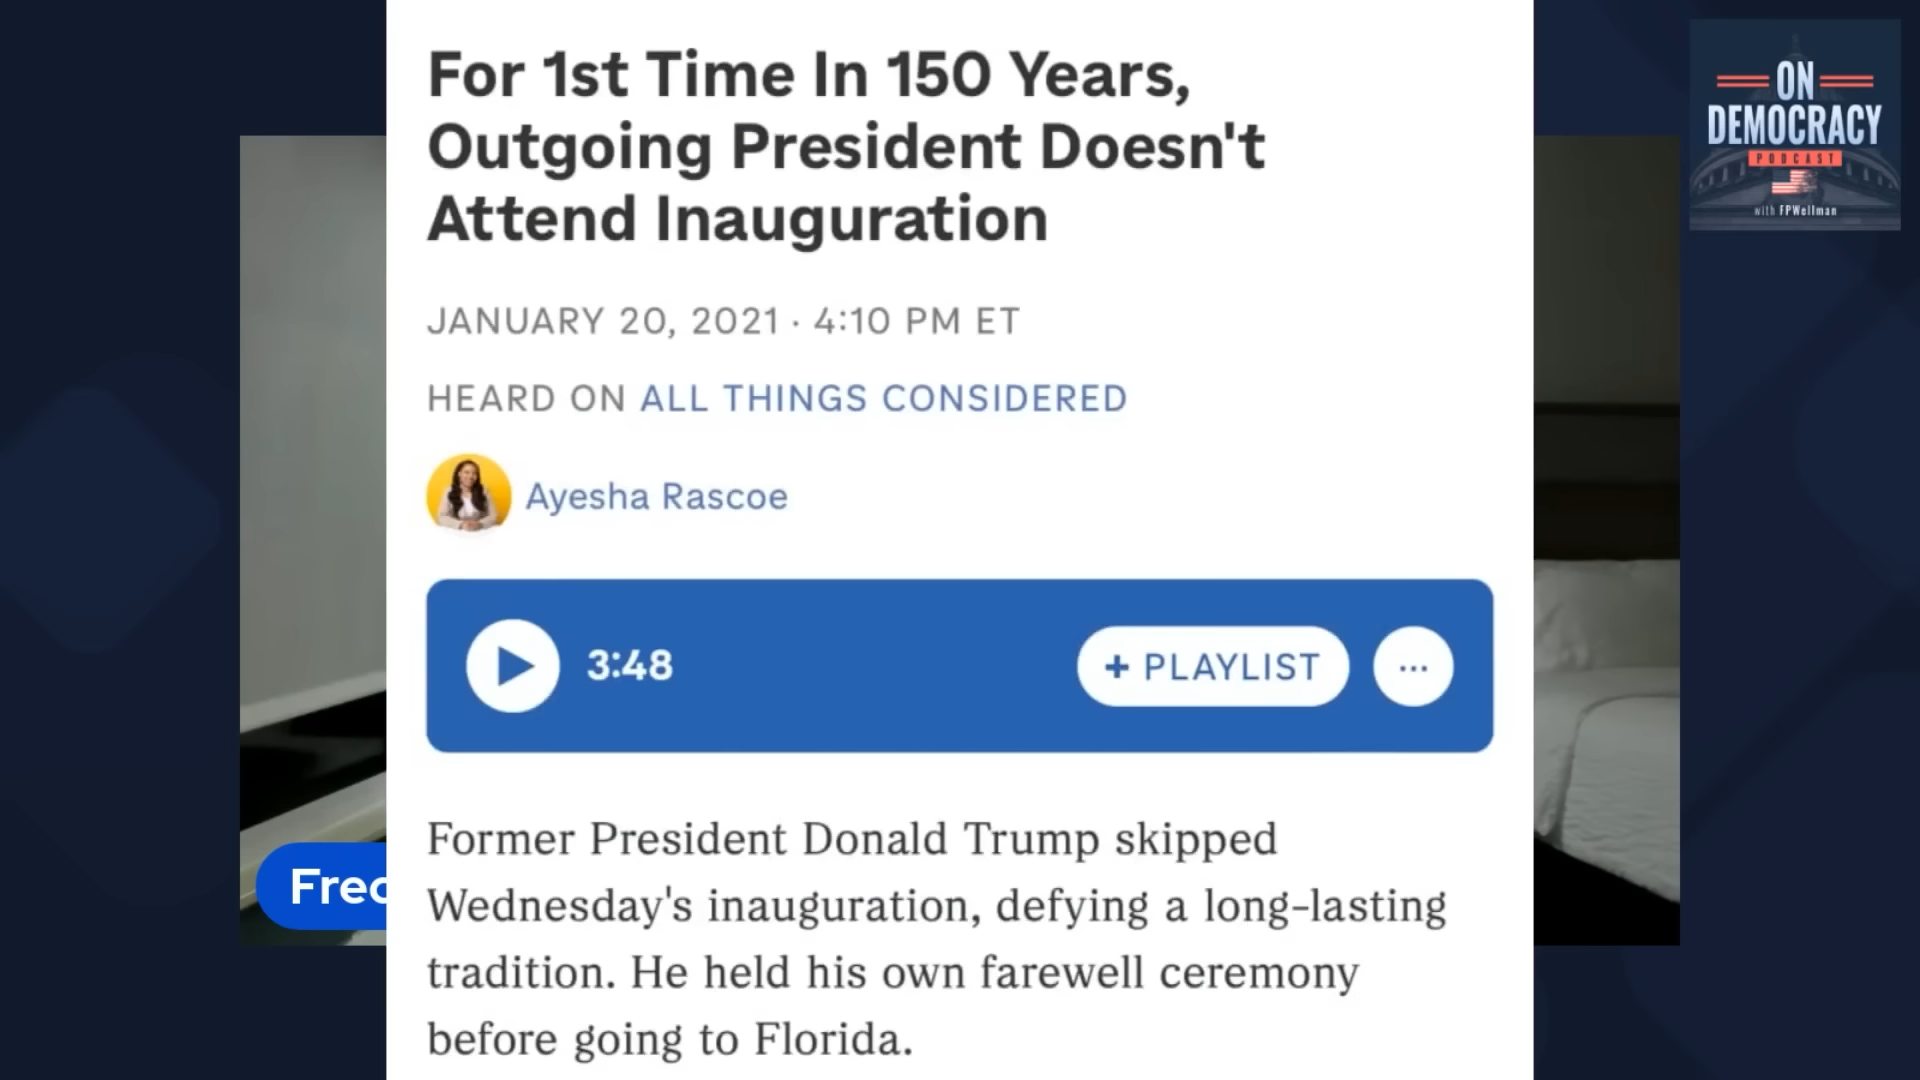 For 1st Time In 150 Years,
Outgoing President Doesn't
Attend Inauguration
JANUARY 20, 2021 · 4:10 PM ET
HEARD ON ALL THINGS CONSIDERED
Ayesha Rascoe
3:48
+ PLAYLIST
...
Former President Donald Trump skipped
Wednesday's inauguration, defying a long-lasting
tradition. He held his own farewell ceremony
before going to Florida.
ON
DEMOCRACY
PODCAST
with FPWellman